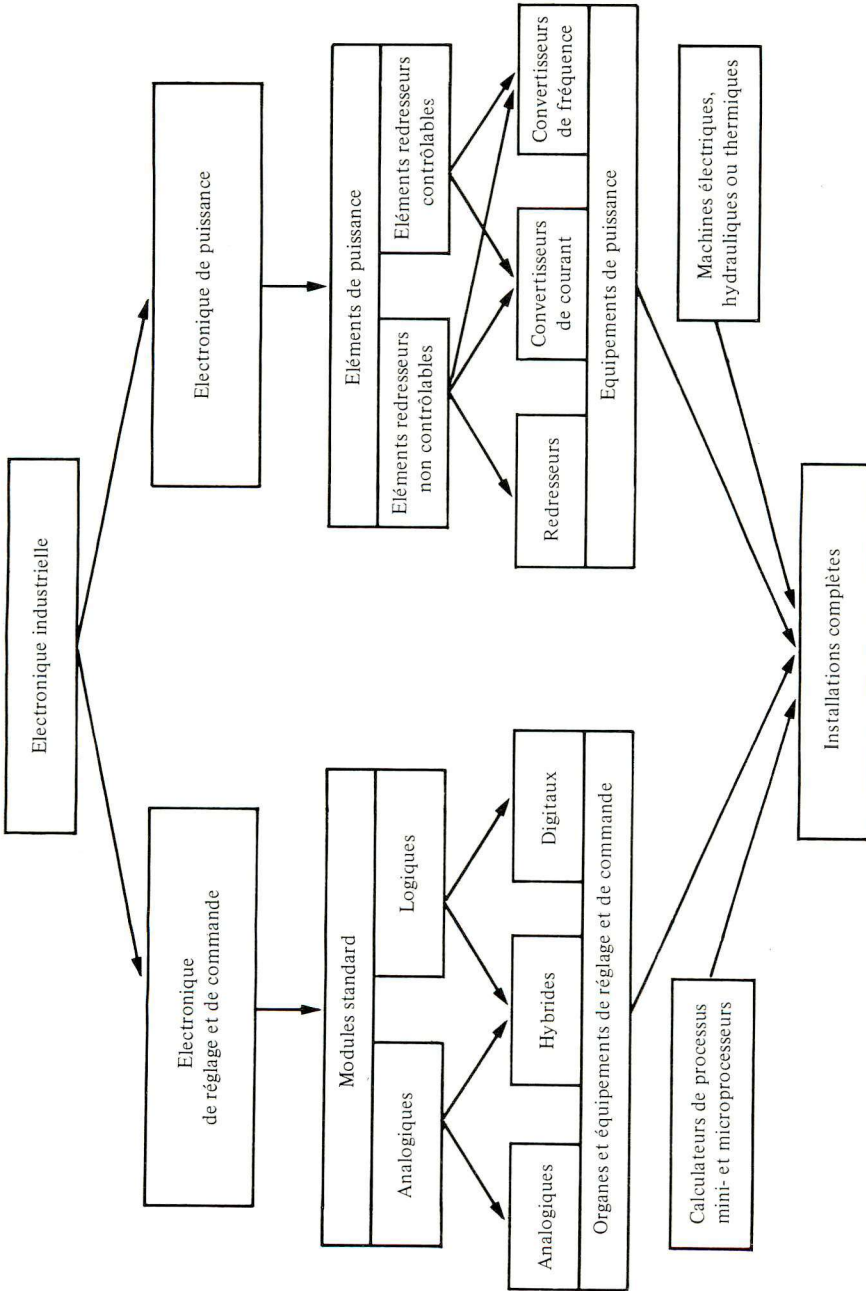 Electronique industrielle
Electronique
de réglage et de commande
Electronique de puissance
Modules standard
Analogiques
Logiques
Eléments de puissance
Eléments redresseurs
non contrôlables
Eléments redresseurs
contrôlables
Analogiques
Hybrides
Digitaux
Organes et équipements de réglage et de commande
Redresseurs
Convertisseurs
de courant
Convertisseurs
de fréquence
Equipements de puissance
Calculateurs de processus
mini- et microprocesseurs
Machines électriques,
hydrauliques ou thermiques
Installations complètes